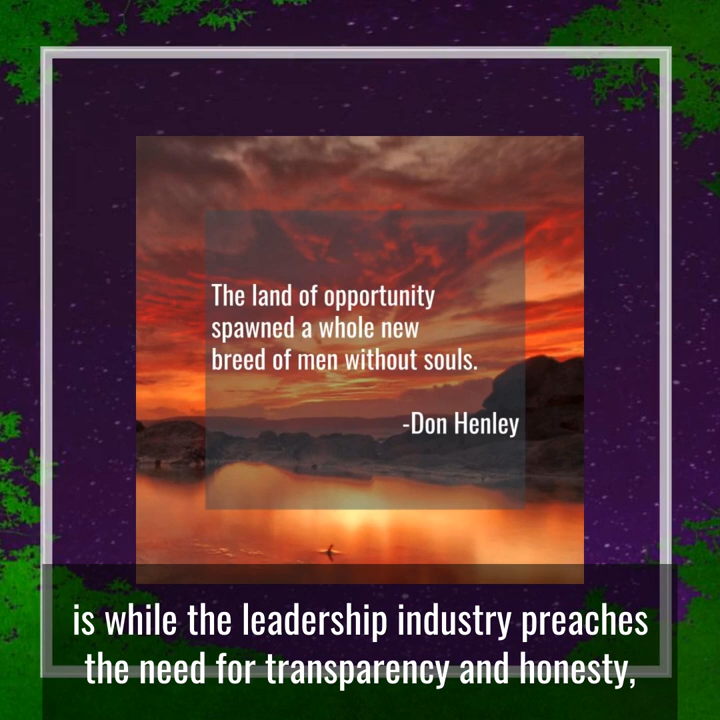 The land of opportunity
spawned a whole new
breed of men without souls.
-Don Henley
is while the leadership industry preaches
the need for transparency and honesty,